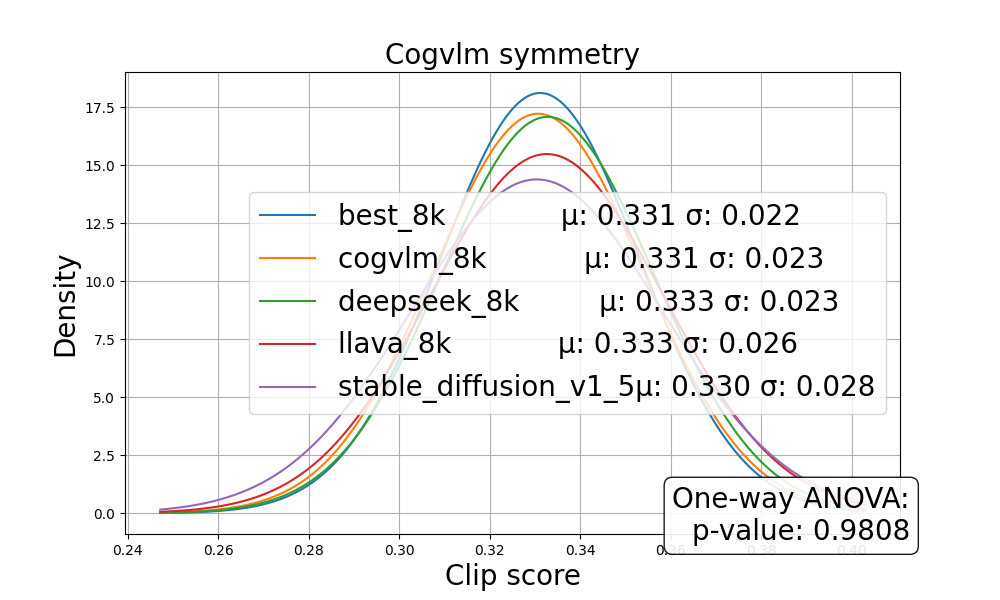 Cogvlm symmetry
Density
17.5
15.0
12.5
10.0
7.5
5.0
2.5
0.0
best_8k μ: 0.331 σ: 0.022
cogvlm_8k μ: 0.331 σ: 0.023
deepseek_8k μ: 0.333 σ: 0.023
llava_8k μ: 0.333 σ: 0.026
stable_diffusion_v1_5μ: 0.330 σ: 0.028
One-way ANOVA:
p-value: 0.9808
0.24 0.26 0.28 0.30 0.32 0.34 0.36 0.38 0.40
Clip score